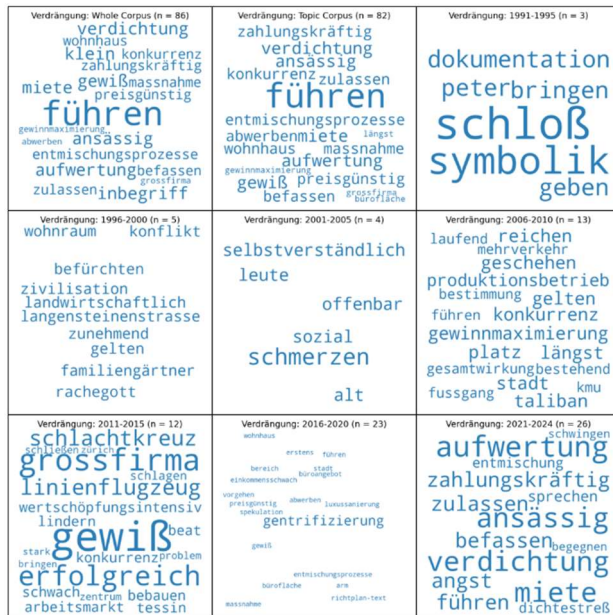 Verdrängung: Whole Corpus (n = 86)
verdichtung
wohnhaus
klein konkurrenz
zahlungskräftig
miete gewiß massnahme
preisgünstig
führen
gewinnmaximierung
abwerben ansässig
entmischungsprozesse
aufwertung befassen
grossfirma
zulassen inbegriff
Verdrängung: Topic Corpus (n = 82)
zahlungskräftig
verdichtung
ansässig
konkurrenz zulassen
führen
entmischungsprozesse
abwerben miete längst
wohnhaus massnahme
aufwertung
gewinnmaximierung
gewiß preisgünstig
befassen grossfirma
bürofläche
Verdrängung: 1991-1995 (n = 3)
dokumentation
peter bringen
schloß
symbolik
geben
Verdrängung: 1996-2000 (n = 5)
wohnraum konflikt
befürchten
zivilisation
landwirtschaftlich
langensteinenstrasse
zunehmend
gelten
familiengärtner
rachegott
Verdrängung: 2001-2005 (n = 4)
selbstverständlich
leute
offenbar
sozial
schmerzen
alt
Verdrängung: 2006-2010 (n = 13)
laufend reichen
mehrverkehr
geschehen
produktionsbetrieb
bestimmung gelten
führen konkurrenz
gewinnmaximierung
platz längst
gesamtwirkung bestehend
stadt kmu
fussgang taliban
Verdrängung: 2011-2015 (n = 12)
schlachtkreuz
schließen zürich
grossfirma
schlagen
linienflugzeug
wertschöpfungsintensiv
lindern
gewiß beat
stark konkurrenz problem
bringen
erfolgreich
schwach zentrum bebauen
arbeitsmarkt tessin
Verdrängung: 2016-2020 (n = 23)
wohnhaus
erstens führen
bereich stadt
büroangebot
einkommensschwach
vorgehen
preisgünstig abwerben luxussanierung
spekulation
gentrifizierung
gewiß
entmischungsprozesse
bürofläche arm
richtplan-text
massnahme
Verdrängung: 2021-2024 (n = 26)
schwingen
aufwertung
entmischung
zahlungskräftig
zulassen sprechen
ansässig
befassen begegnen
verdichtung
angst
führen miete
dichtestress